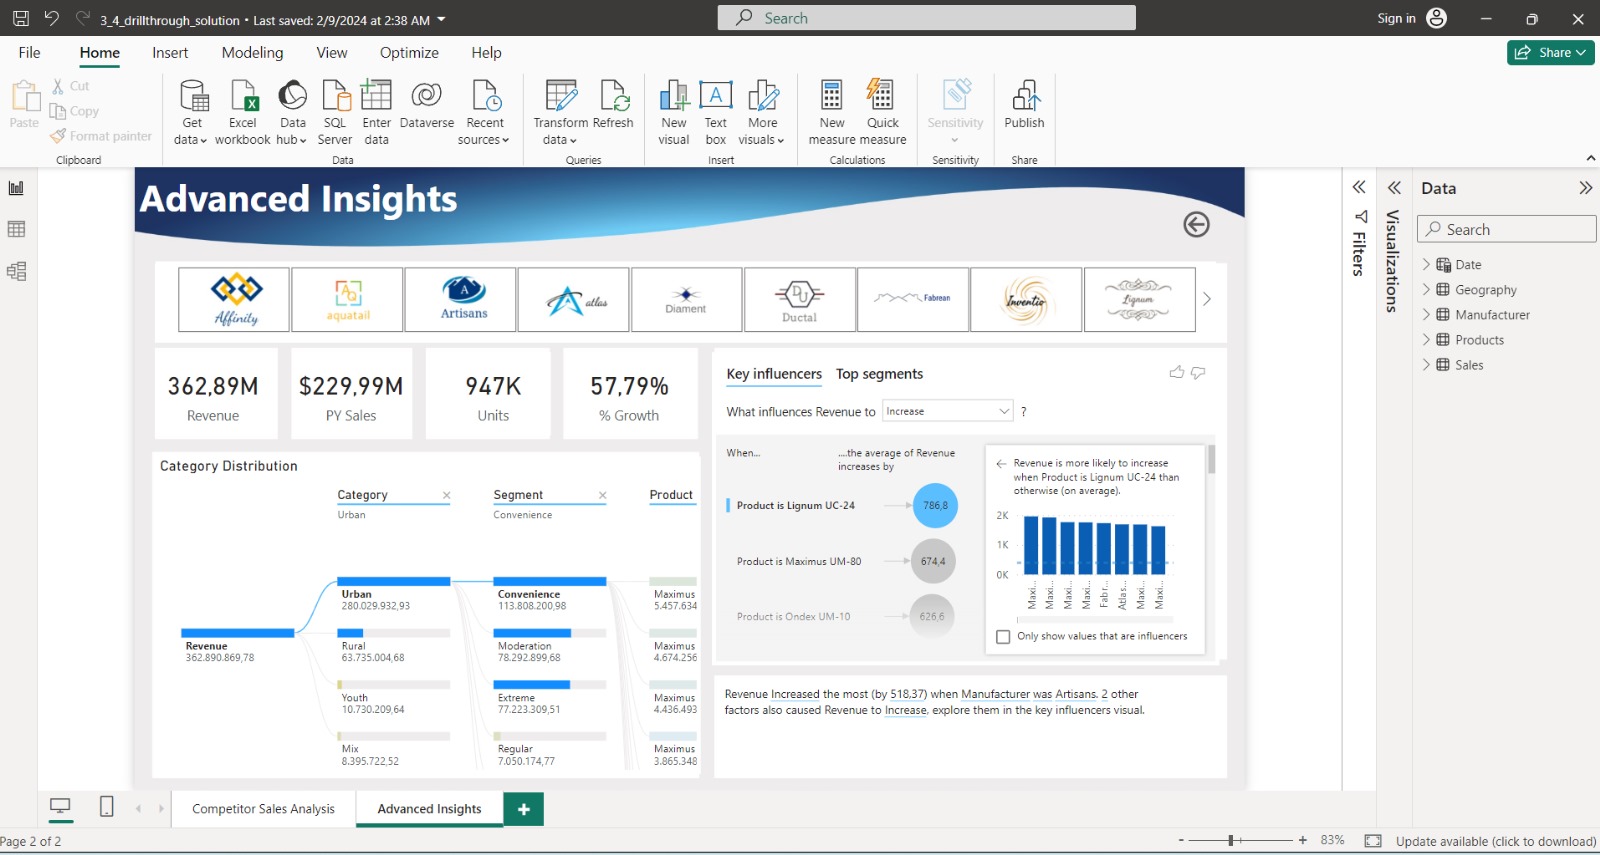 3_4_drillthrough_solution • Last saved: 2/9/2024 at 2:38 AM
Search
Sign in
File Home Insert Modeling View Optimize Help
Share
Paste
Cut
Copy
Format painter
Clipboard
Get data
Excel workbook
Data hub
SQL Server
Enter data
Dataverse
Recent sources
Data
Transform data
Refresh
Queries
New visual
Text box
More visuals
Insert
New measure
Quick measure
Calculations
Sensitivity
Sensitivity
Publish
Share
Advanced Insights
Affinity
AQ
aquatail
A
Artisans
atlas
Diament
DU
Ductal
Fabrean
Inventio
Lignum
362,89M
Revenue
$229,99M
PY Sales
947K
Units
57,79%
% Growth
Category Distribution
Category
Urban
Segment
Convenience
Product
Revenue
362.890.869,78
Urban
280.029.932,93
Rural
63.735.004,68
Youth
10.730.209,64
Mix
8.395.722,52
Convenience
113.808.200,98
Moderation
78.292.899,68
Extreme
77.223.309,51
Regular
7.050.174,77
Maximus
5.457.634
Maximus
4.674.256
Maximus
4.436.493
Maximus
3.865.348
Key influencers Top segments
What influences Revenue to Increase ?
When...
....the average of Revenue
increases by
Product is Lignum UC-24 786,8
Product is Maximus UM-80 674,4
Product is Ondex UM-10 626,6
Revenue is more likely to increase
when Product is Lignum UC-24 than
otherwise (on average).
2K
1K
0K
Maxi...
Maxi...
Maxi...
Maxi...
Fabr...
Atlas...
Maxi...
Maxi...
Only show values that are influencers
Revenue Increased the most (by 518,37) when Manufacturer was Artisans. 2 other
factors also caused Revenue to Increase, explore them in the key influencers visual.
Filters
Visualizations
Data
Search
Date
Geography
Manufacturer
Products
Sales
Competitor Sales Analysis
Advanced Insights
+
Page 2 of 2
- + 83%
Update available (click to download)